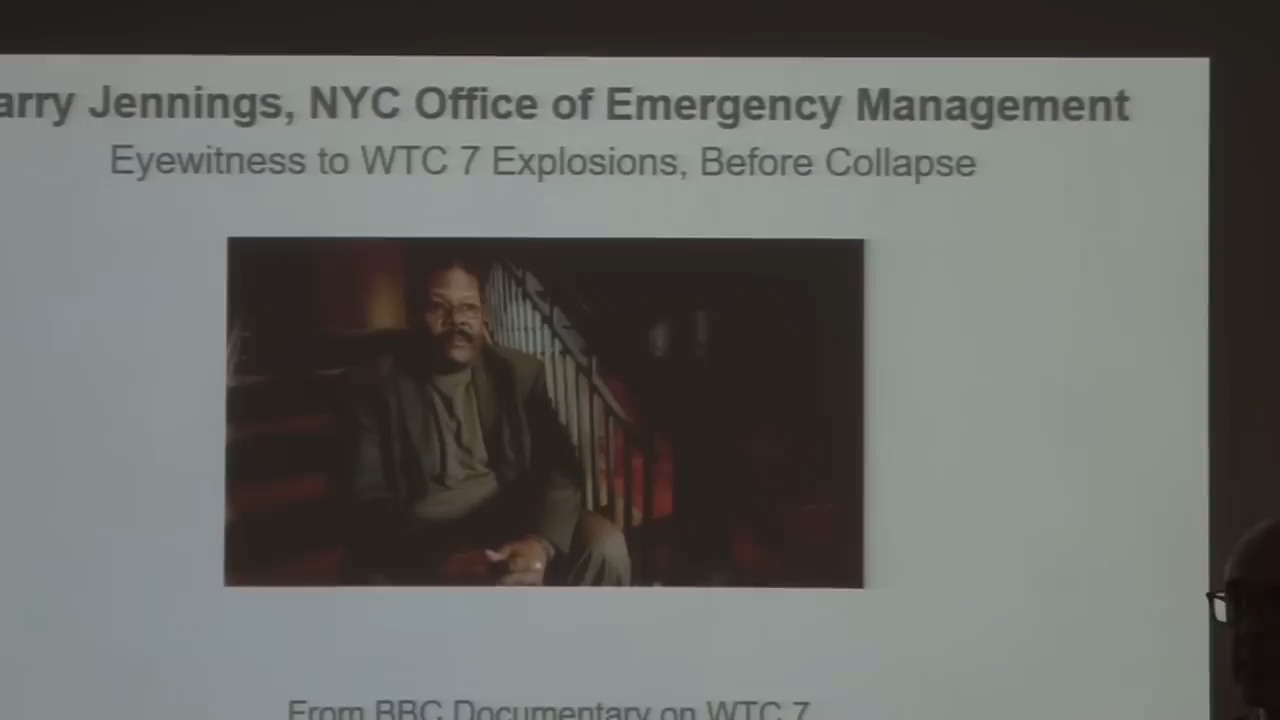 arry Jennings, NYC Office of Emergency Management
Eyewitness to WTC 7 Explosions, Before Collapse
From BBC Documentary on WTC 7